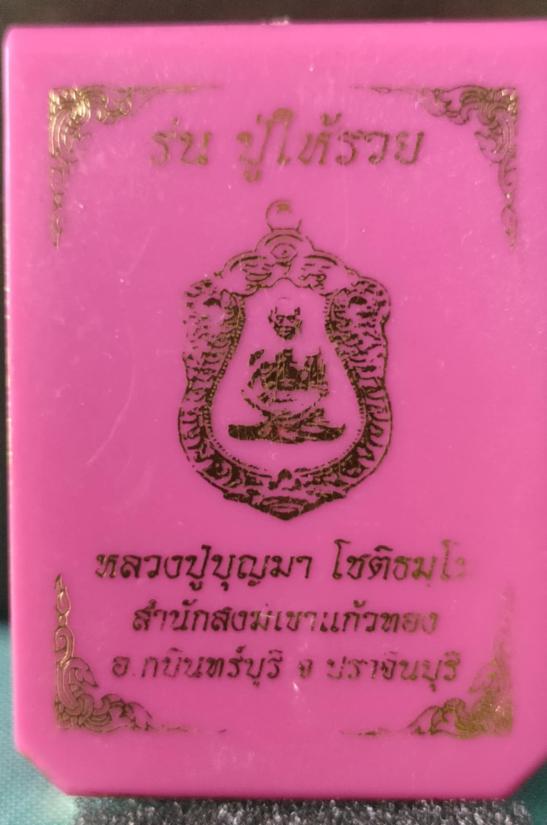 รุ่น ปู่ให้รวย
หลวงปู่บุญมา โชติธมฺโม
สำนักสงฆ์เขาแก้วทอง
อ.กบินทร์บุรี จ.ปราจีนบุรี